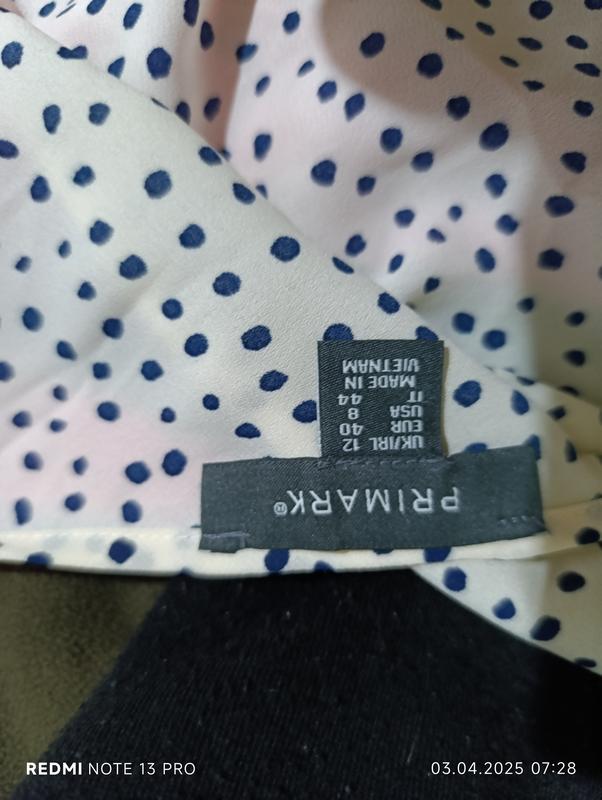 PRIMARK®
UK/IRL 12
EUR 40
USA 8
IT 44
MADE IN
VIETNAM
REDMI NOTE 13 PRO
03.04.2025 07:28